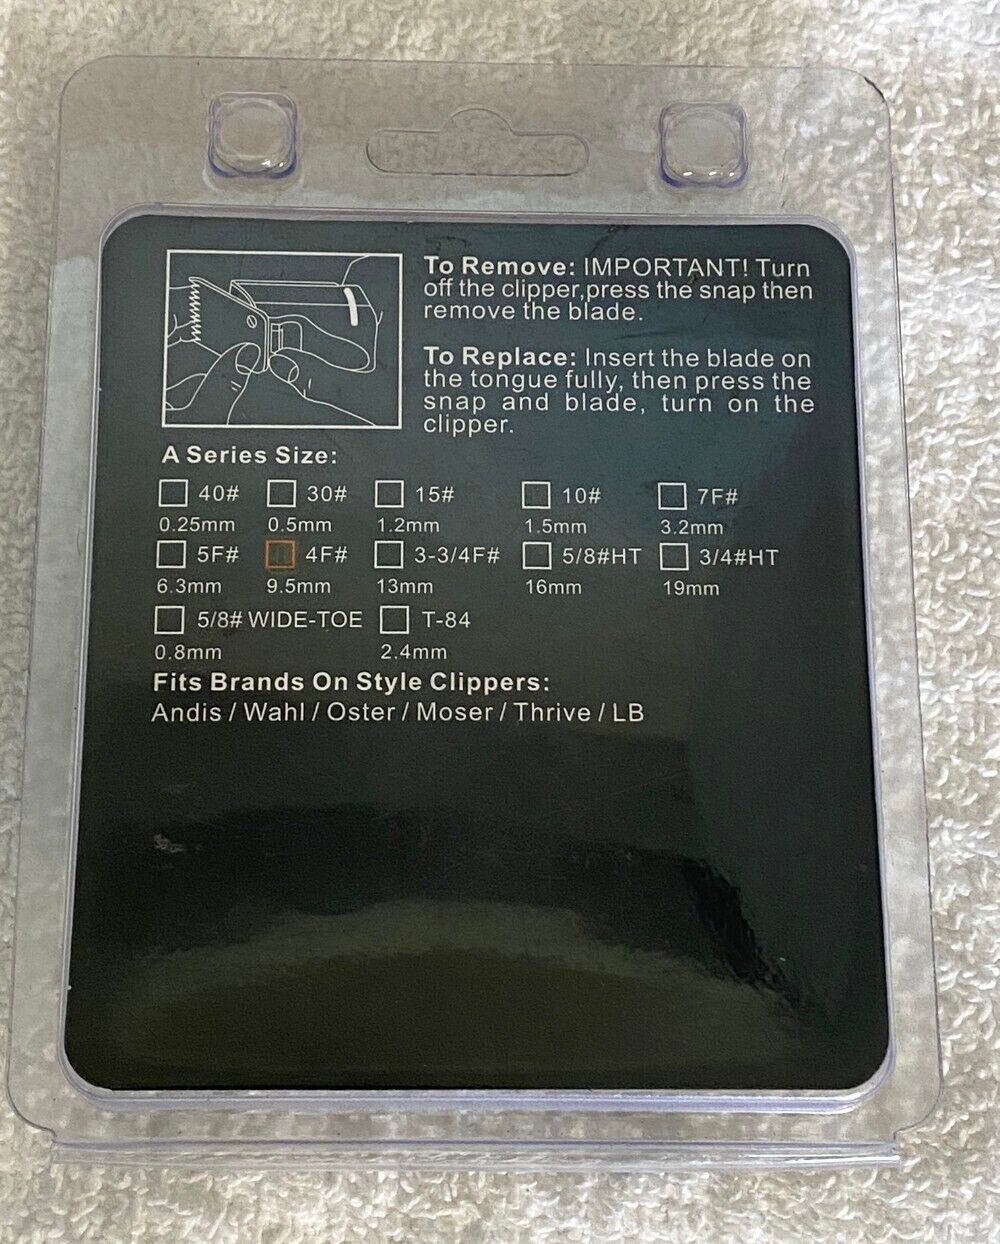 To Remove: IMPORTANT! Turn
off the clipper,press the snap then
remove the blade.
To Replace: Insert the blade on
the tongue fully, then press the
snap and blade, turn on the
clipper.
A Series Size:
40# 30# 15# 10# 7F#
0.25mm 0.5mm 1.2mm 1.5mm 3.2mm
5F# 4F# 3-3/4F# 5/8#HT 3/4#HT
6.3mm 9.5mm 13mm 16mm 19mm
5/8# WIDE-TOE T-84
0.8mm 2.4mm
Fits Brands On Style Clippers:
Andis / Wahl / Oster / Moser / Thrive / LB